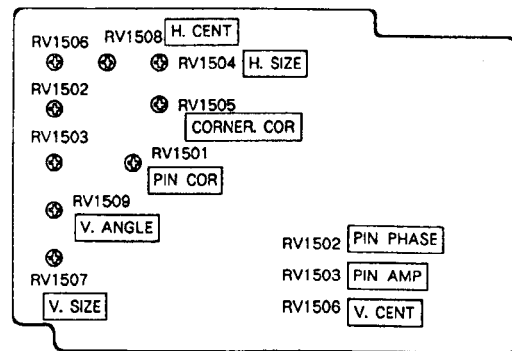 RV1508 H. CENT
RV1506
RV1504 H. SIZE
RV1502
RV1505
CORNER. COR
RV1503
RV1501
PIN COR
RV1509
V. ANGLE
RV1507
V. SIZE
RV1502 PIN PHASE
RV1503 PIN AMP
RV1506 V. CENT